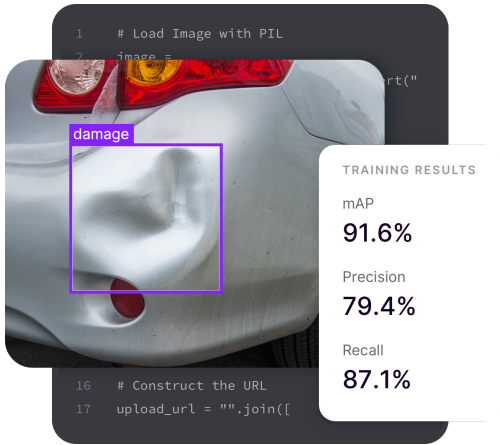 1 # Load Image with PIL
2 image =
ert("
damage
TRAINING RESULTS
mAP
91.6%
Precision
79.4%
Recall
87.1%
16 # Construct the URL
17 upload_url = "".join([